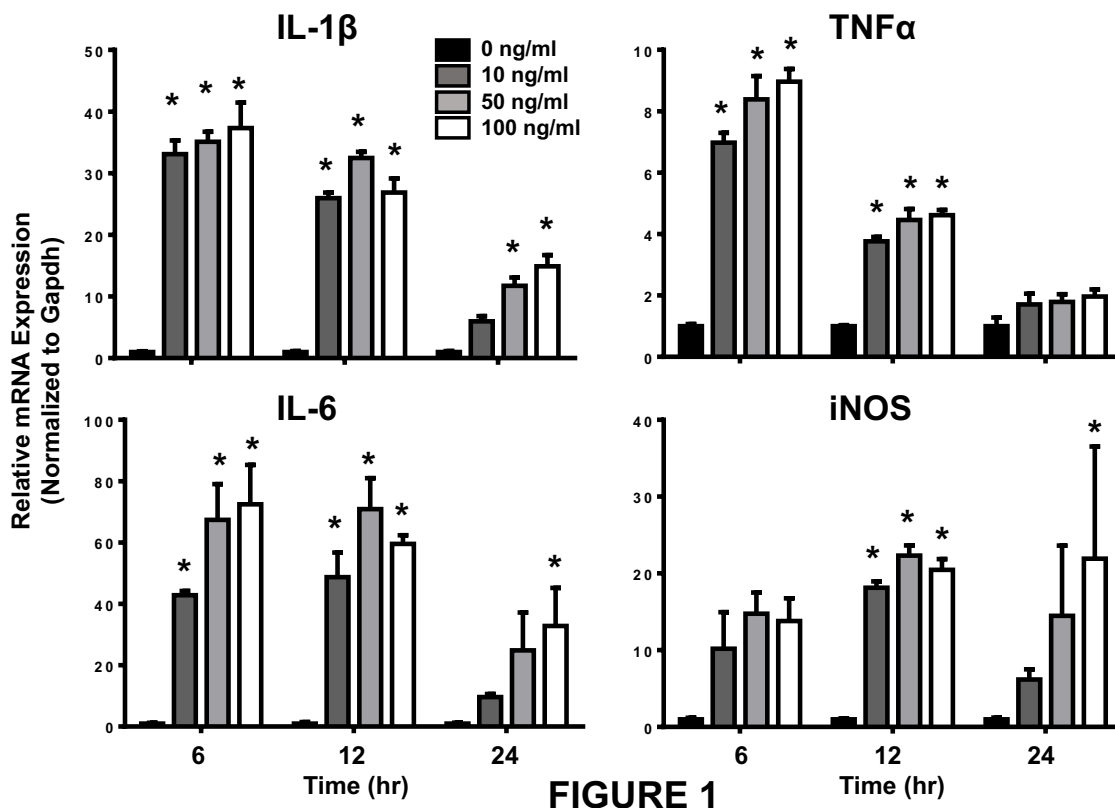 IL-1β
0 ng/ml
10 ng/ml
50 ng/ml
100 ng/ml
50
40
30
20
10
0
* * *
* * *
* *
TNFα
10
8
6
4
2
0
* * *
* * *
Relative mRNA Expression
(Normalized to Gapdh)
IL-6
100
80
60
40
20
0
* * *
* * *
*
6 12 24
Time (hr)
iNOS
40
30
20
10
0
* * *
*
6 12 24
Time (hr)
FIGURE 1